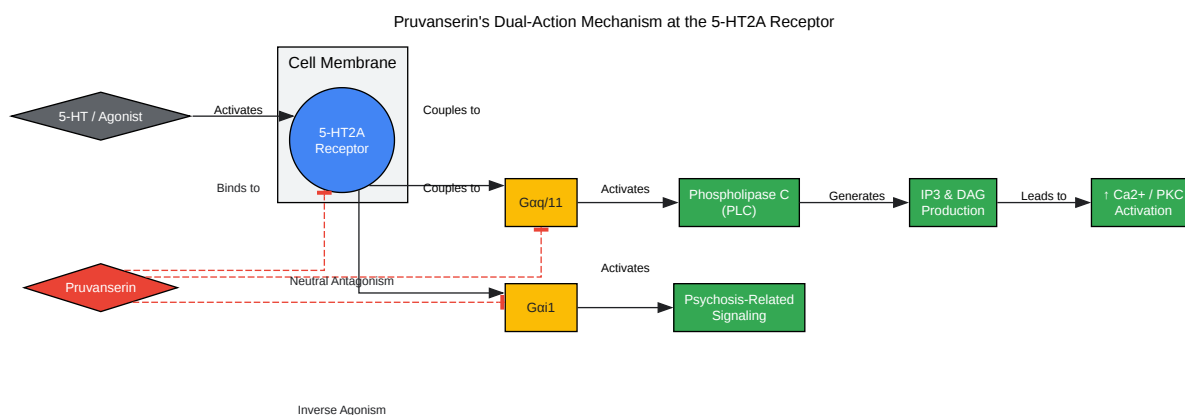 Pruvanserin's Dual-Action Mechanism at the 5-HT2A Receptor
Cell Membrane
5-HT / Agonist
Activates
5-HT2A
Receptor
Couples to
Binds to
Couples to
Gαq/11
Activates
Phospholipase C
(PLC)
Generates
IP3 & DAG
Production
Leads to
↑ Ca2+ / PKC
Activation
Pruvanserin
Neutral Antagonism
Gαi1
Activates
Psychosis-Related
Signaling
Inverse Agonism